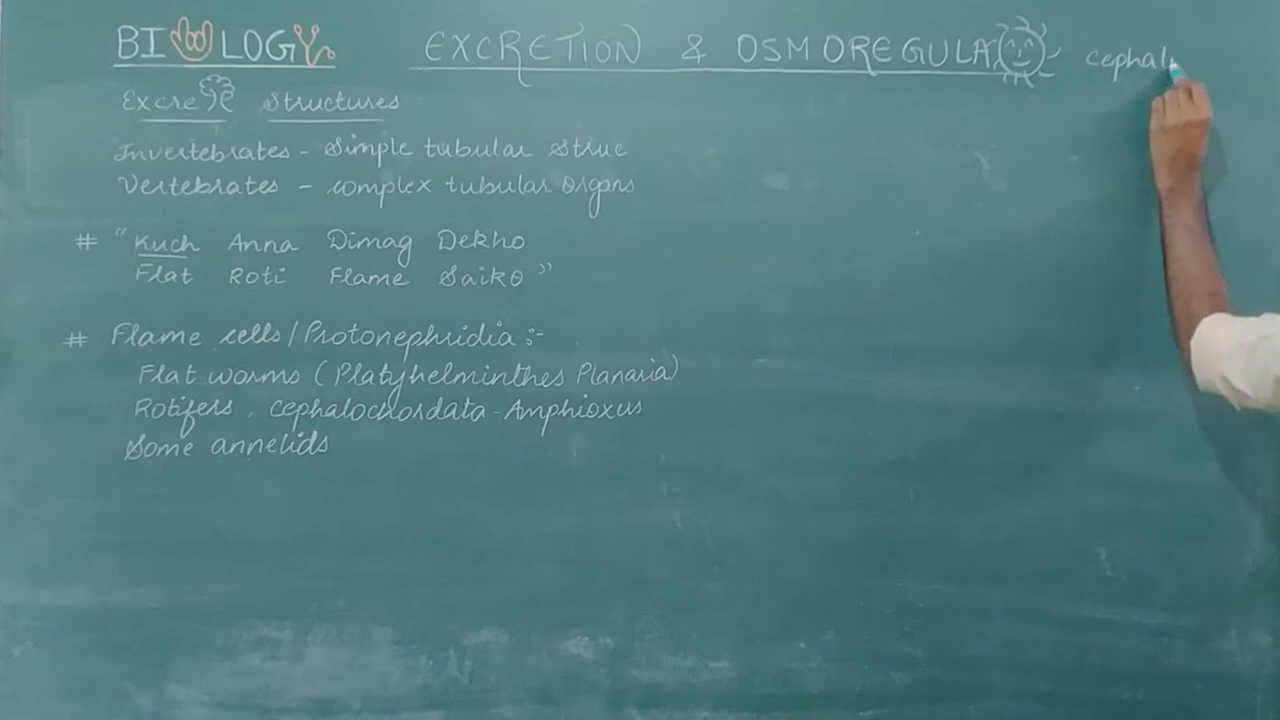 BIOLOGY
EXCRETION & OSMOREGULA
cephal
Excre Structures
Invertebrates - Simple tubular Struc
Vertebrates - complex tubular Organs
# "Kuch Anna Dimag Dekho
Flat Roti Flame Saiko"
# Flame cells/Protonephridia :-
Flat worms (Platyhelminthes Planaria)
Rotifers, cephalochordata - Amphioxus
Some annelids